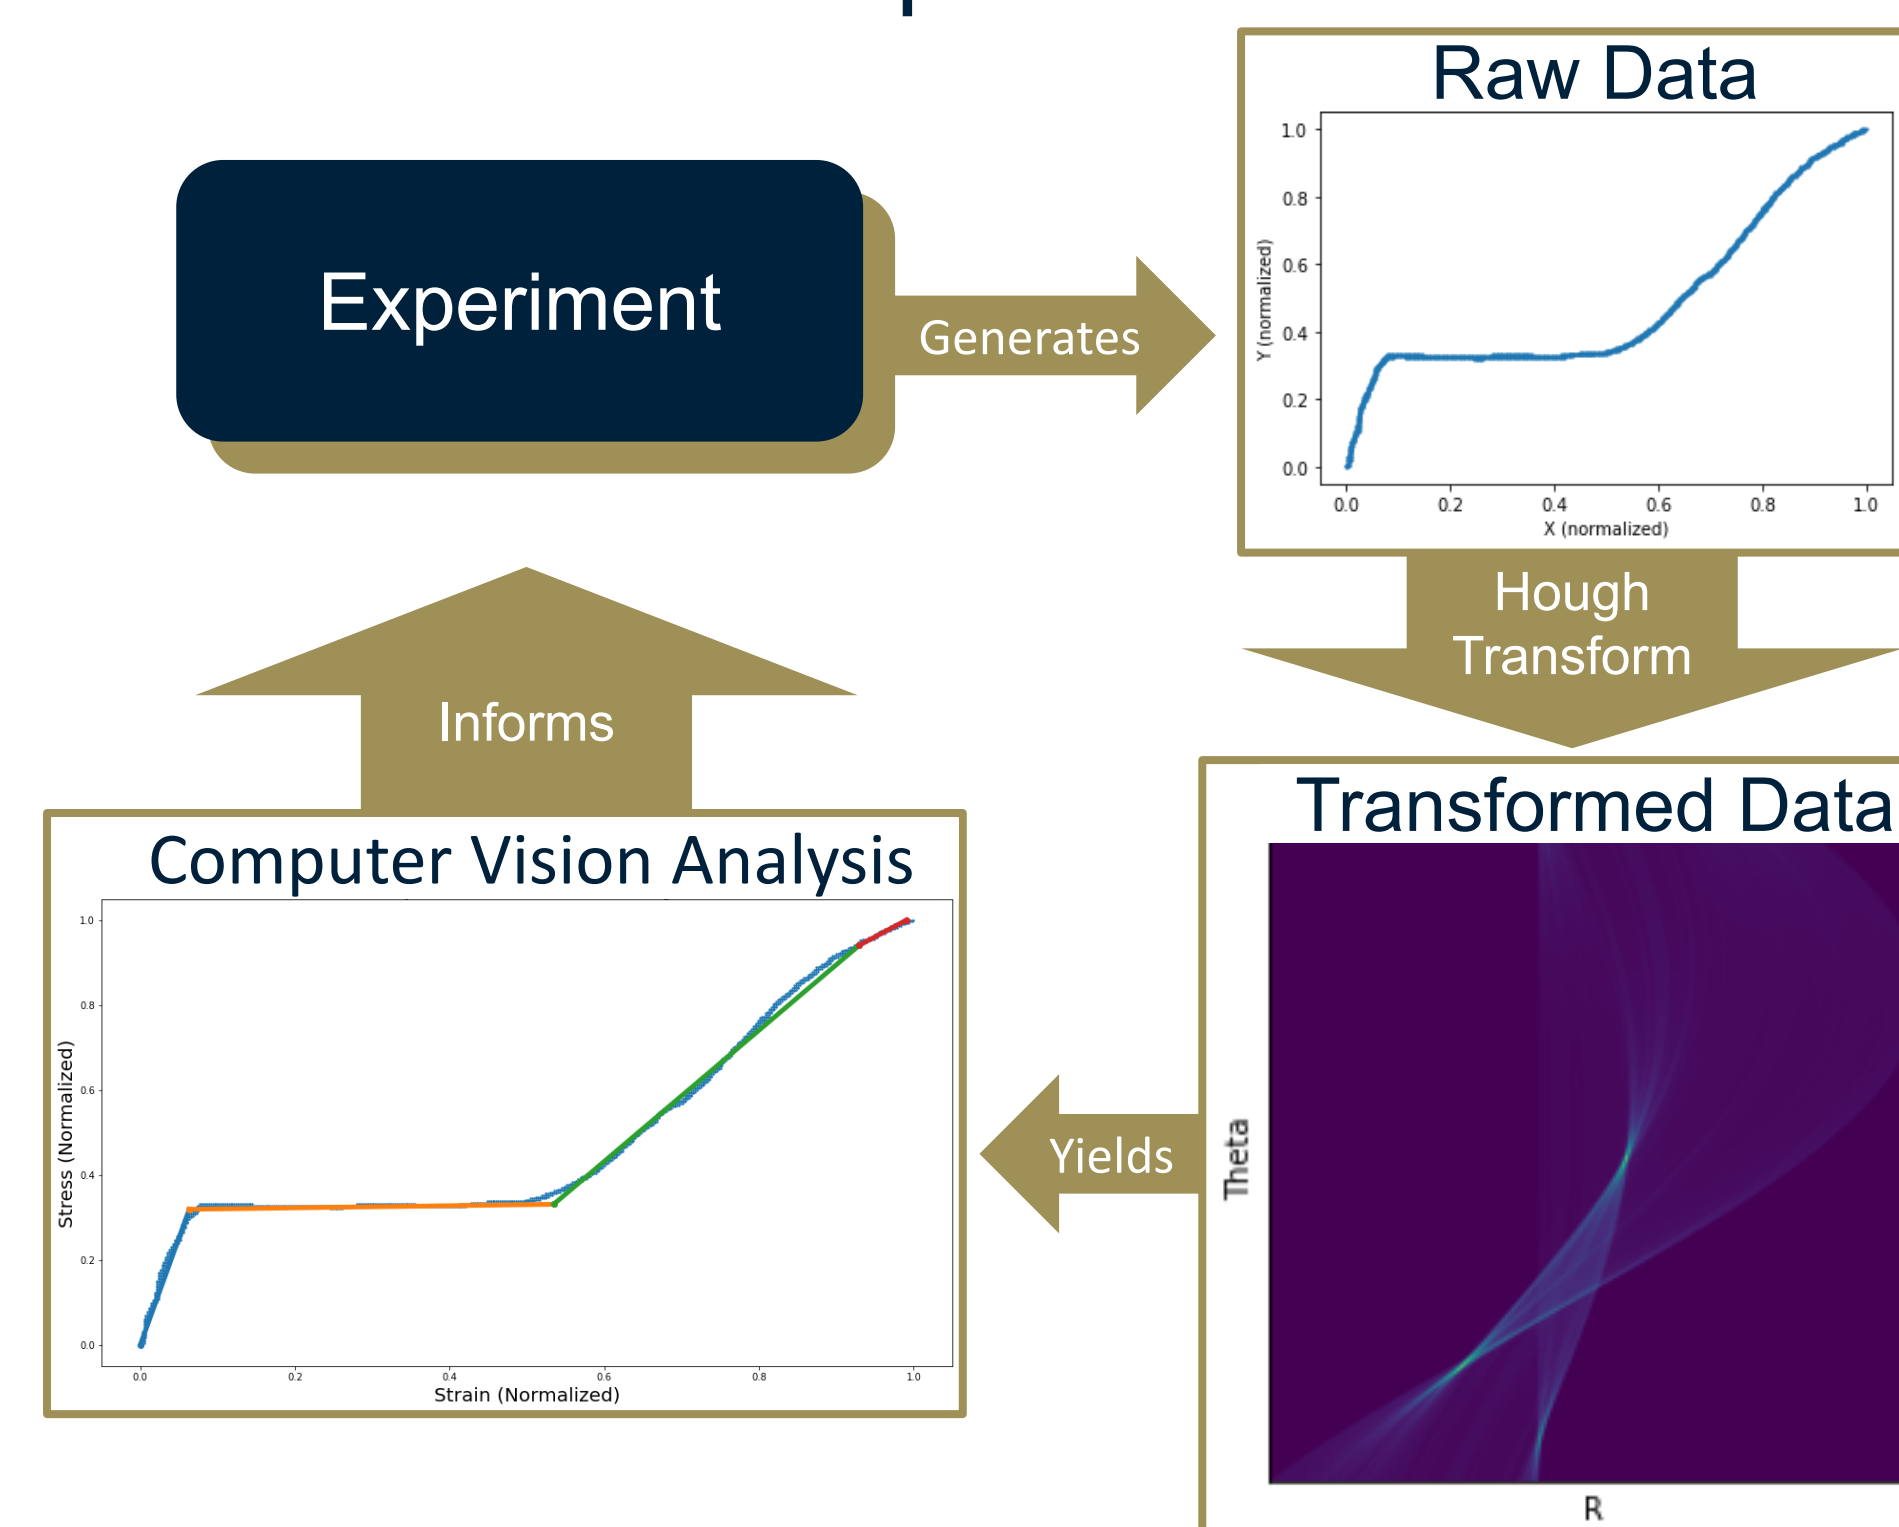 Experiment
Generates
Raw Data
1.0
0.8
0.6
0.4
0.2
0.0
Y (normalized)
0.0 0.2 0.4 0.6 0.8 1.0
X (normalized)
Hough
Transform
Transformed Data
Theta
R
Yields
Computer Vision Analysis
1.0
0.8
0.6
0.4
0.2
0.0
Stress (Normalized)
0.0 0.2 0.4 0.6 0.8 1.0
Strain (Normalized)
Informs